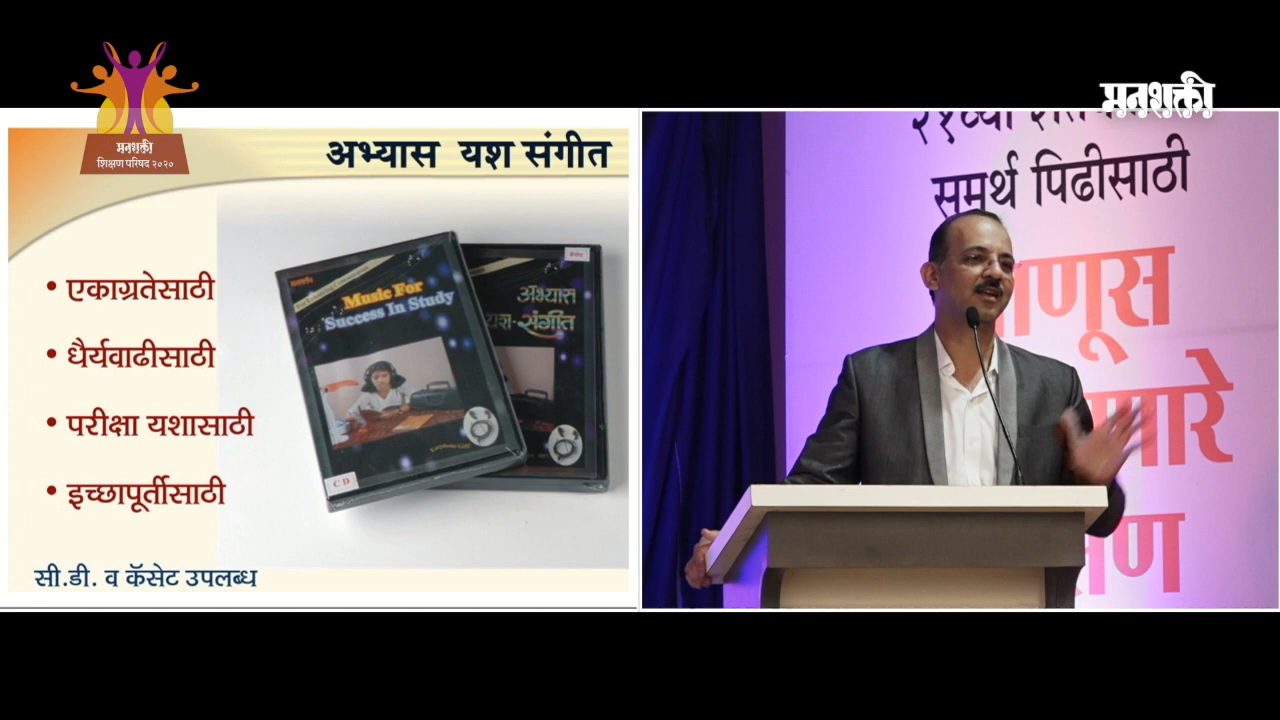 मनशक्ती
शिक्षण परिषद २०२०
अभ्यास यश संगीत
• एकाग्रतेसाठी
• धैर्यवाढीसाठी
• परीक्षा यशासाठी
• इच्छापूर्तीसाठी
सी.डी. व कॅसेट उपलब्ध
Music For
Success In Study
CD
अभ्यास
यश-संगीत
कॅसेट
मनशक्ती
२१व्या
समर्थ पिढीसाठी